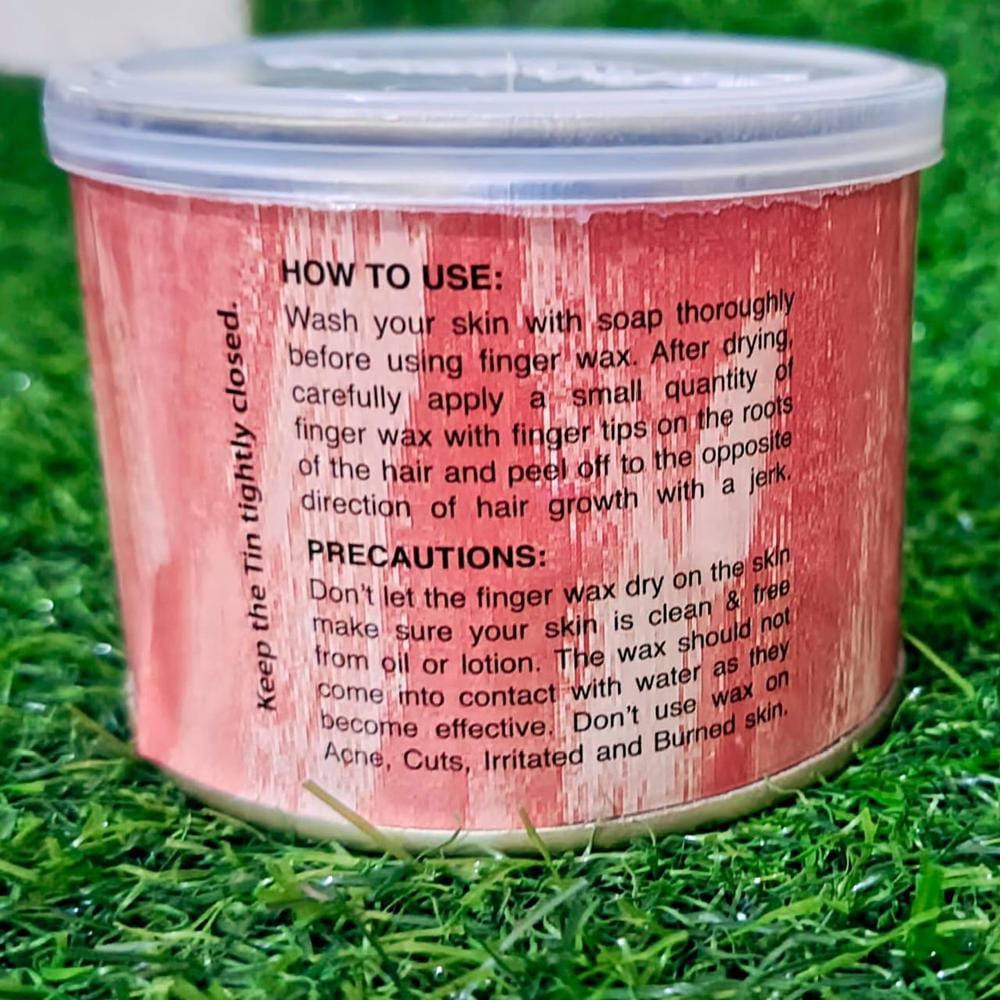 Keep the Tin tightly closed.
HOW TO USE:
Wash your skin with soap thoroughly
before using finger wax. After drying,
carefully apply a small quantity of
finger wax with finger tips on the roots
of the hair and peel off to the opposite
direction of hair growth with a jerk.
PRECAUTIONS:
Don't let the finger wax dry on the skin
make sure your skin is clean & free
from oil or lotion. The wax should not
come into contact with water as they
become effective. Don't use wax on
Acne, Cuts, Irritated and Burned skin.